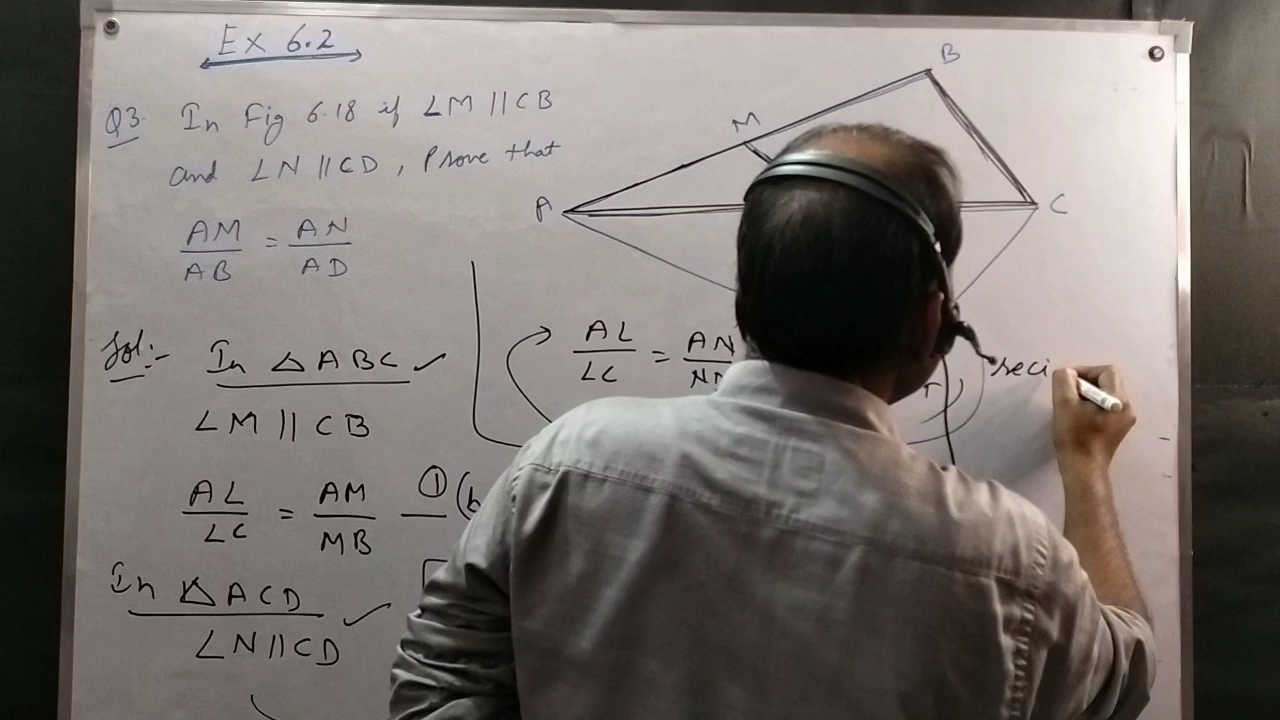 Ex 6.2
Q3. In Fig 6.18 if LM || CB
and LN || CD, Prove that
AM/AB = AN/AD
Sol:-
In △ABC ✓
LM || CB
AL/LC = AM/MB — ①
In △ACD ✓
LN || CD
B
M
A
C
AL/LC = AN
reci